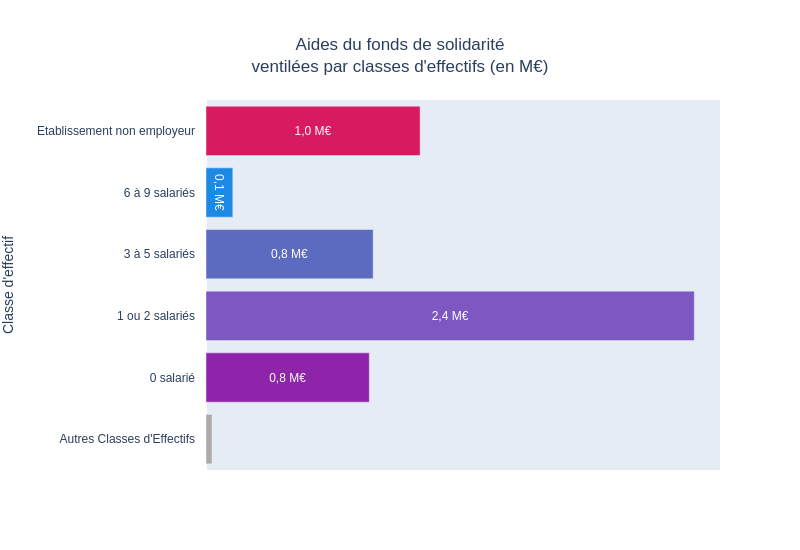 Aides du fonds de solidarité
ventilées par classes d'effectifs (en M€)
Classe d'effectif
Etablissement non employeur
1,0 M€
6 à 9 salariés
0,1 M€
3 à 5 salariés
0,8 M€
1 ou 2 salariés
2,4 M€
0 salarié
0,8 M€
Autres Classes d'Effectifs